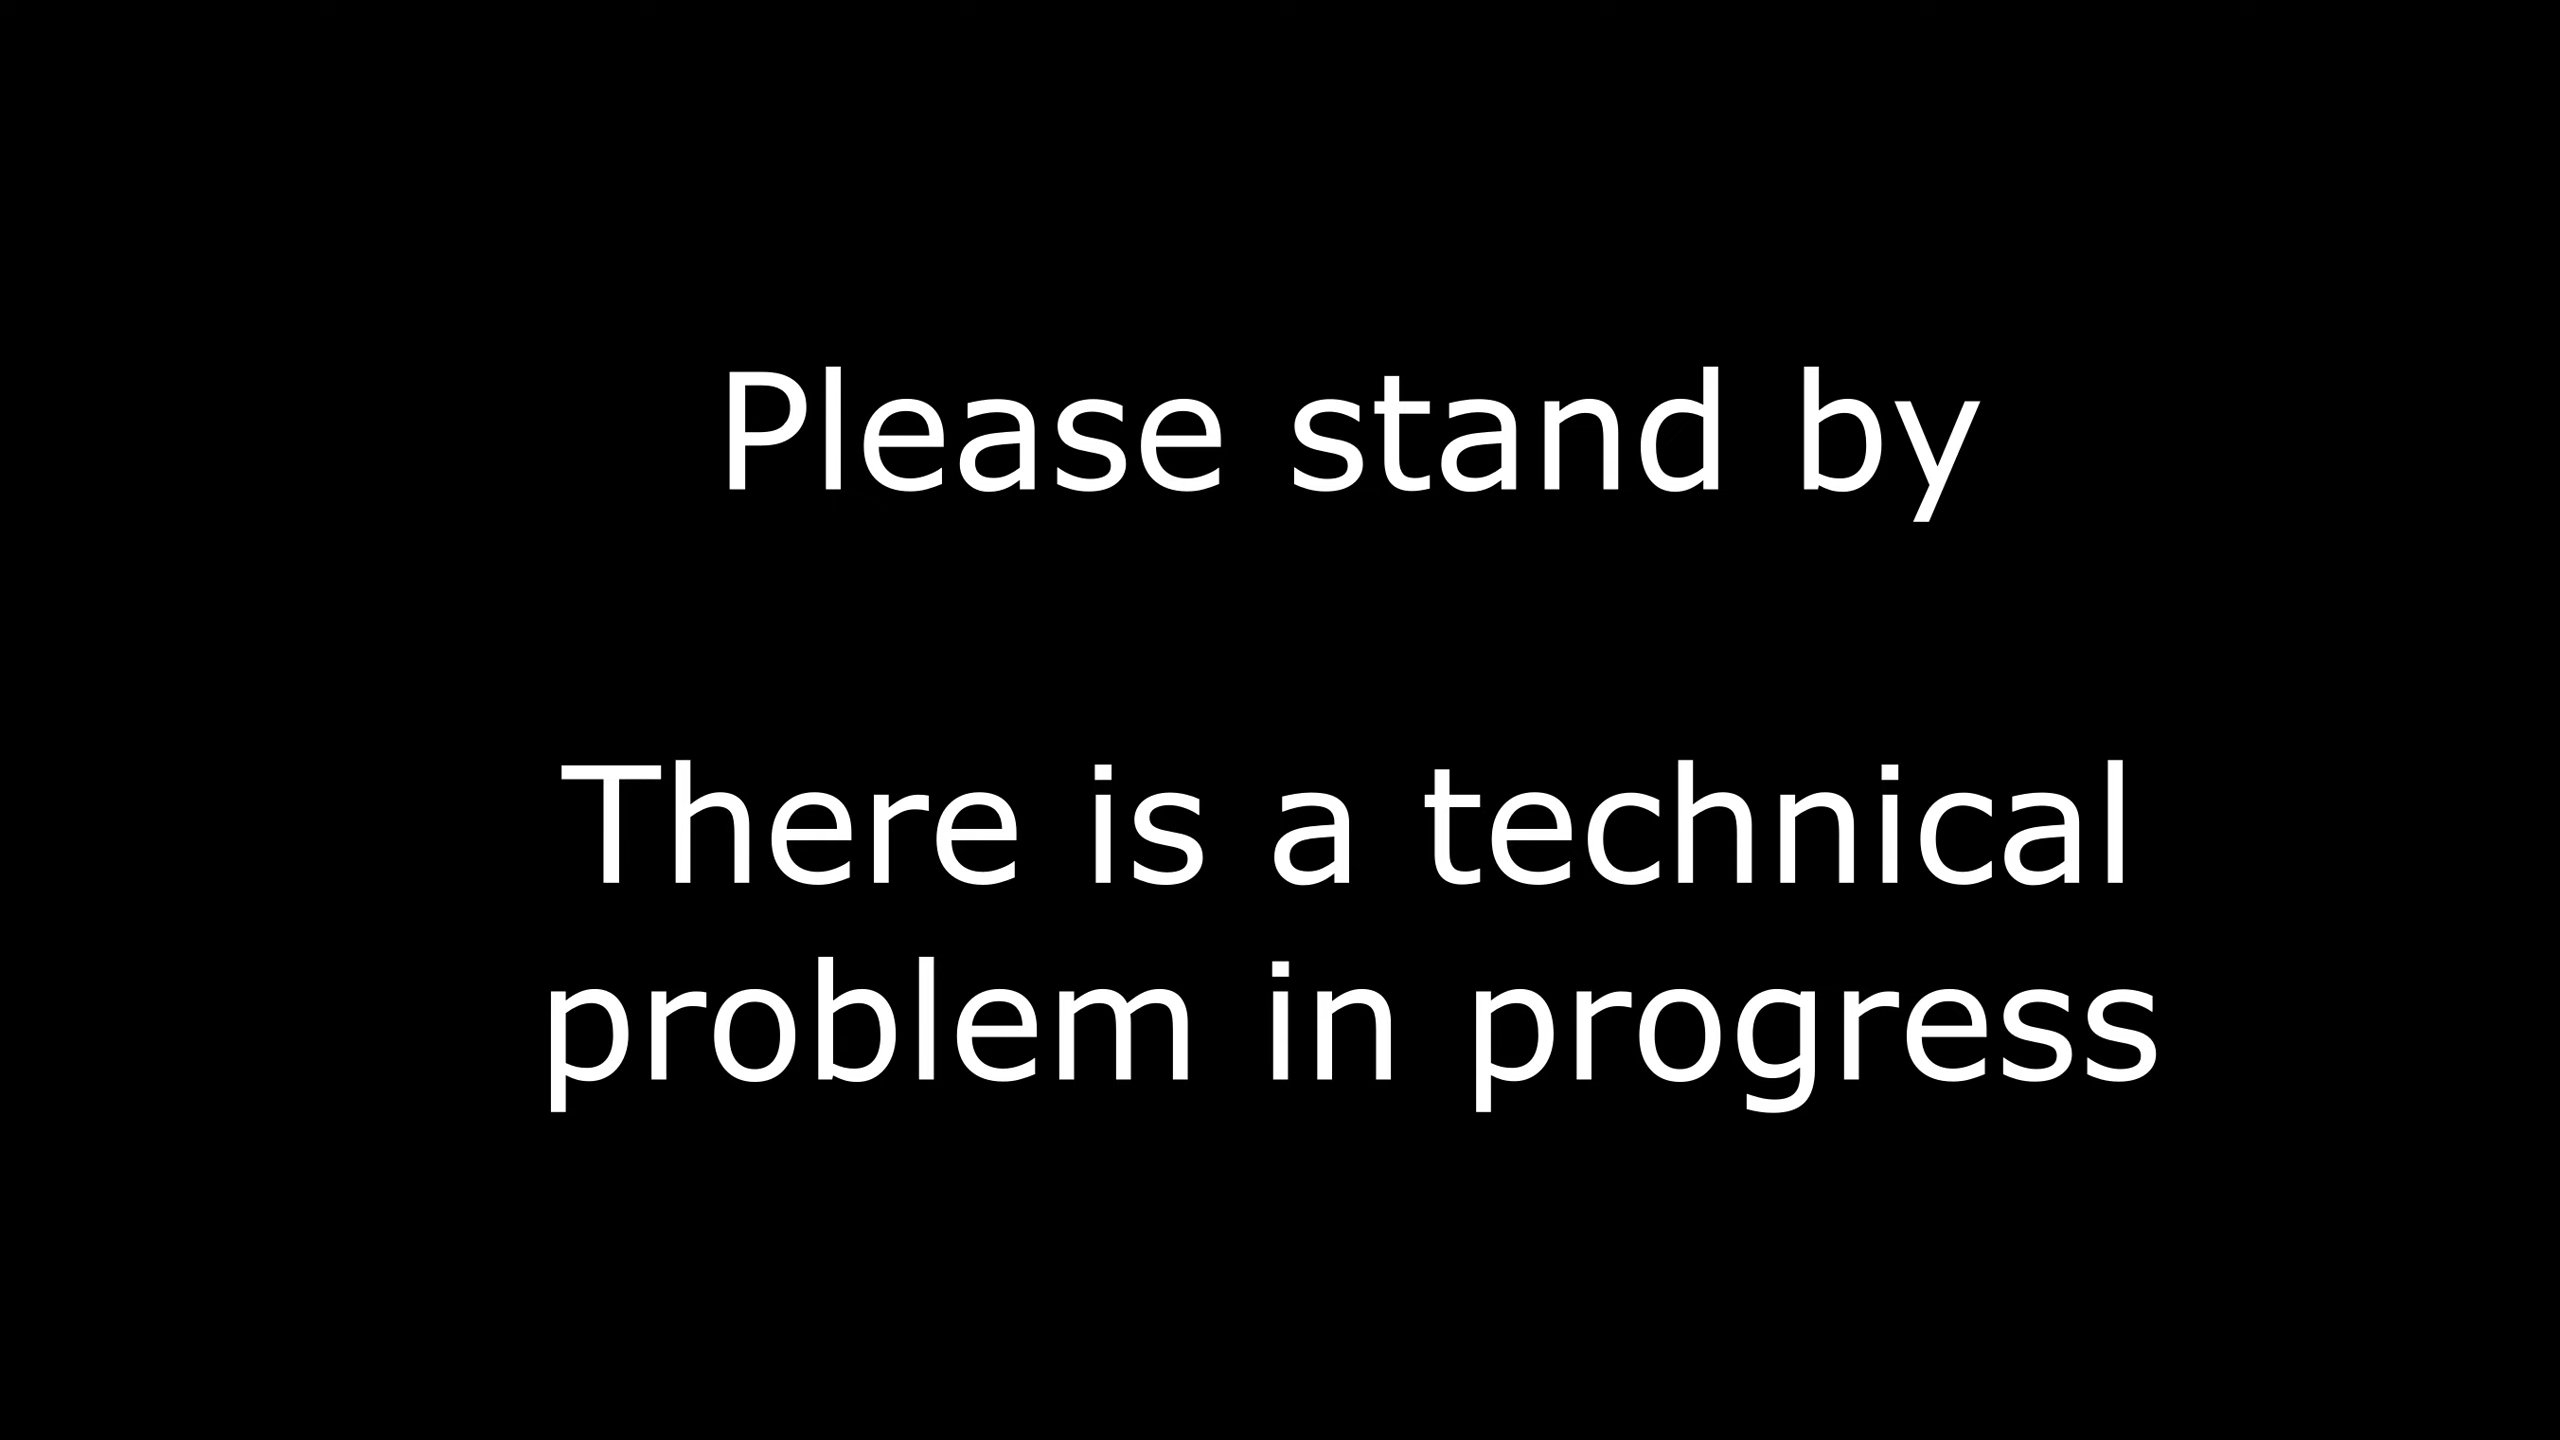 Please stand by
There is a technical
problem in progress